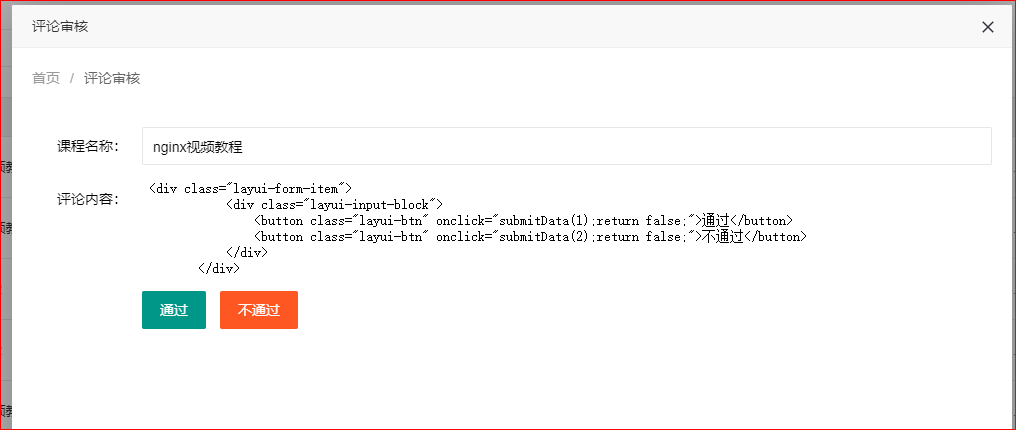 评论审核
首页 / 评论审核
课程名称： nginx视频教程
评论内容： <div class="layui-form-item">
<div class="layui-input-block">
<button class="layui-btn" onclick="submitData(1);return false;">通过</button>
<button class="layui-btn" onclick="submitData(2);return false;">不通过</button>
</div>
</div>
通过 不通过